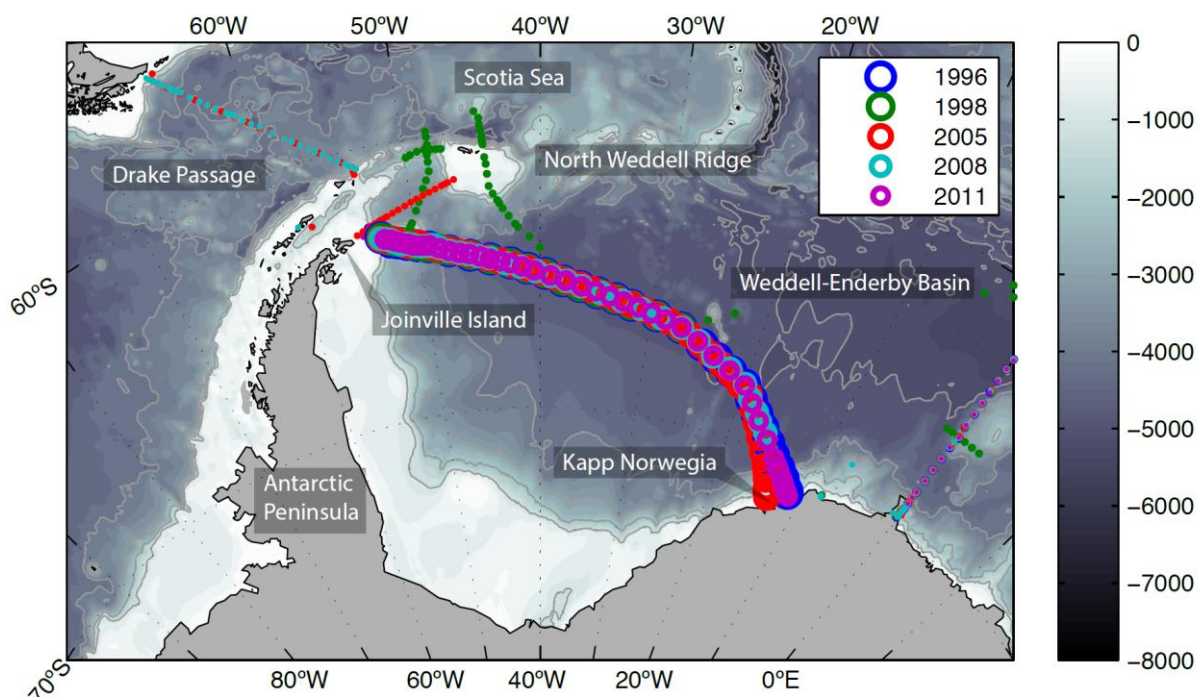 60°W 50°W 40°W 30°W 20°W
Scotia Sea
1996
1998
2005
2008
2011
Drake Passage
North Weddell Ridge
60°S
Weddell-Enderby Basin
Joinville Island
Kapp Norwegia
Antarctic
Peninsula
70°S
80°W 60°W 40°W 20°W 0°E
0
−1000
−2000
−3000
−4000
−5000
−6000
−7000
−8000